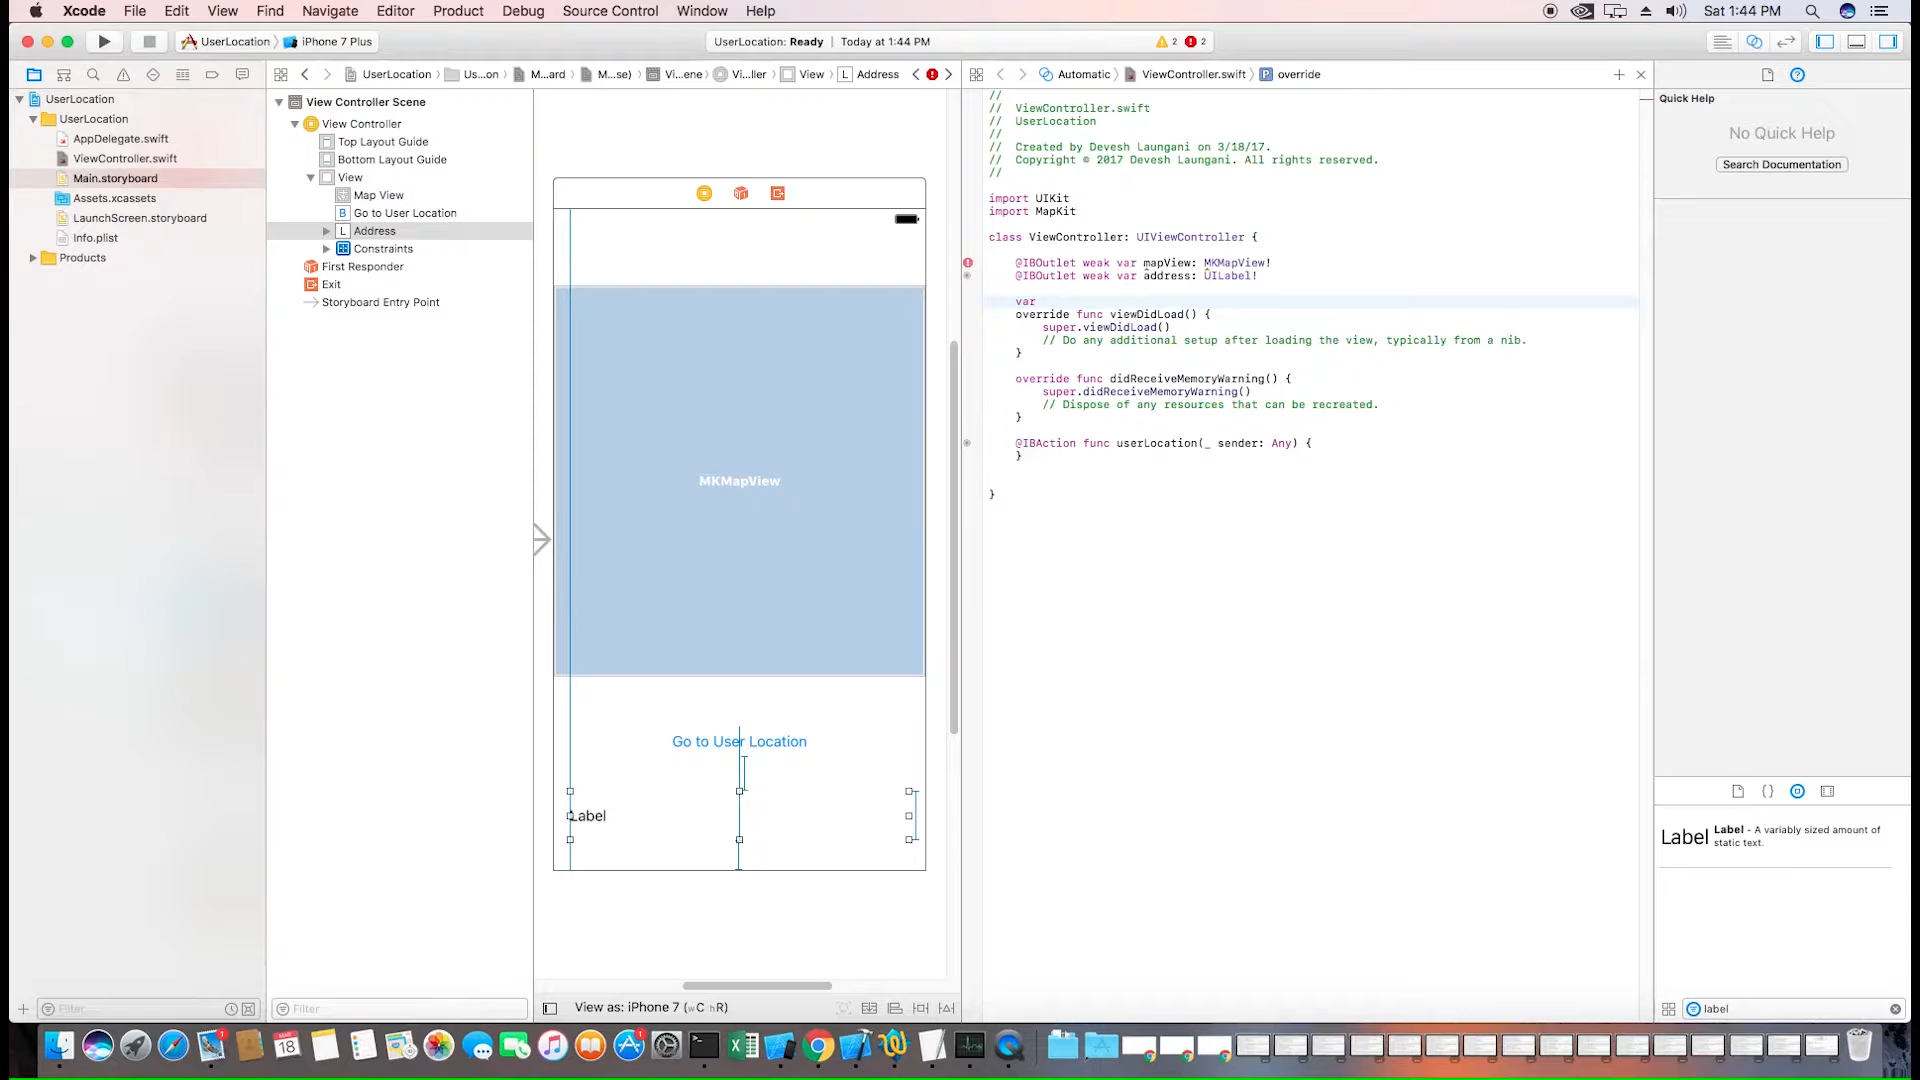 Xcode File Edit View Find Navigate Editor Product Debug Source Control Window Help
Sat 1:44 PM
UserLocation iPhone 7 Plus
UserLocation: Ready Today at 1:44 PM
2 2
UserLocation Us...on M...ard M...se) Vi...ene Vi...ller View L Address
Automatic ViewController.swift P override
UserLocation
UserLocation
AppDelegate.swift
ViewController.swift
Main.storyboard
Assets.xcassets
LaunchScreen.storyboard
Info.plist
Products
Filter
View Controller Scene
View Controller
Top Layout Guide
Bottom Layout Guide
View
Map View
B Go to User Location
L Address
Constraints
First Responder
Exit
Storyboard Entry Point
Filter
MKMapView
Go to User Location
Label
View as: iPhone 7 (wC hR)
//
// ViewController.swift
// UserLocation
//
// Created by Devesh Laungani on 3/18/17.
// Copyright © 2017 Devesh Laungani. All rights reserved.
//
import UIKit
import MapKit
class ViewController: UIViewController {
@IBOutlet weak var mapView: MKMapView!
@IBOutlet weak var address: UILabel!
var
override func viewDidLoad() {
super.viewDidLoad()
// Do any additional setup after loading the view, typically from a nib.
}
override func didReceiveMemoryWarning() {
super.didReceiveMemoryWarning()
// Dispose of any resources that can be recreated.
}
@IBAction func userLocation(_ sender: Any) {
}
}
Quick Help
No Quick Help
Search Documentation
Label Label - A variably sized amount of
static text.
label
MAR
18